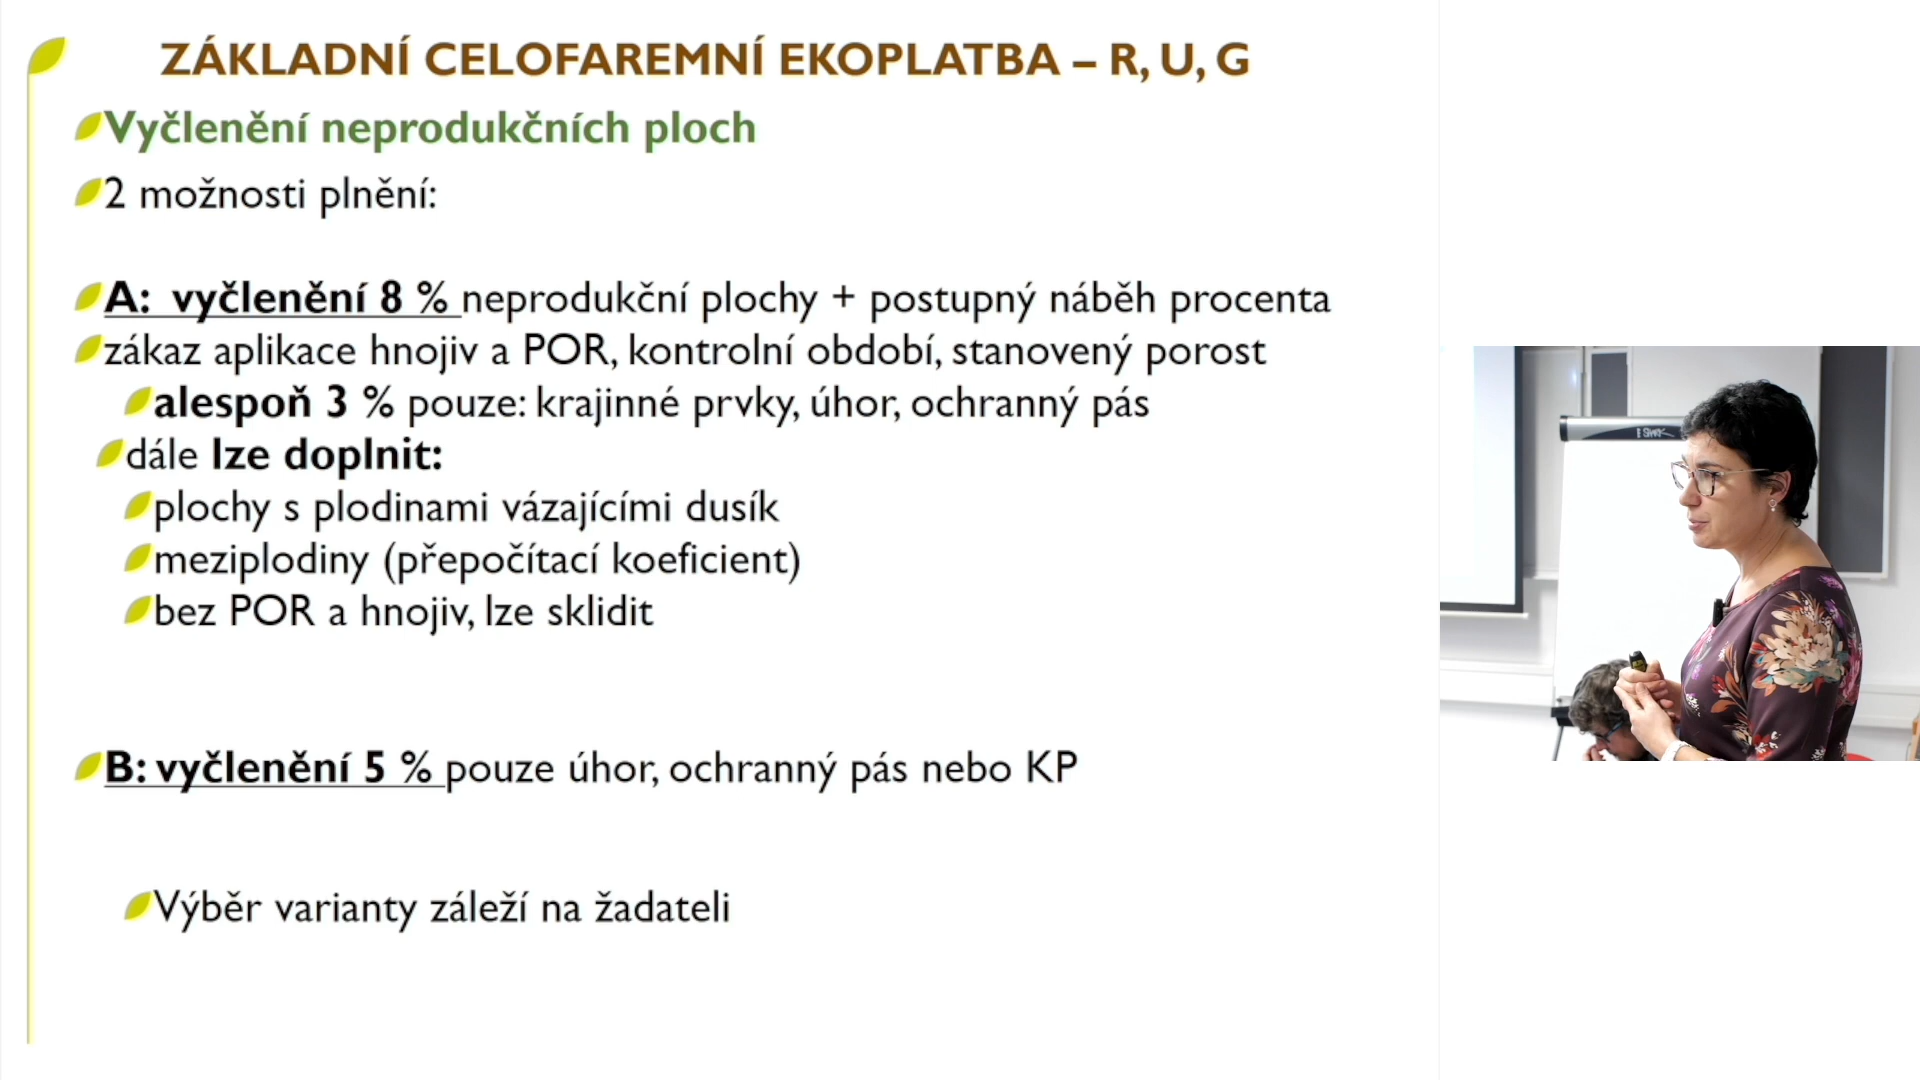 ZÁKLADNÍ CELOFAREMNÍ EKOPLATBA – R, U, G
Vyčlenění neprodukčních ploch
2 možnosti plnění:
A: vyčlenění 8 % neprodukční plochy + postupný náběh procenta
zákaz aplikace hnojiv a POR, kontrolní období, stanovený porost
alespoň 3 % pouze: krajinné prvky, úhor, ochranný pás
dále lze doplnit:
plochy s plodinami vázajícími dusík
meziplodiny (přepočítací koeficient)
bez POR a hnojiv, lze sklidit
B: vyčlenění 5 % pouze úhor, ochranný pás nebo KP
Výběr varianty záleží na žadateli